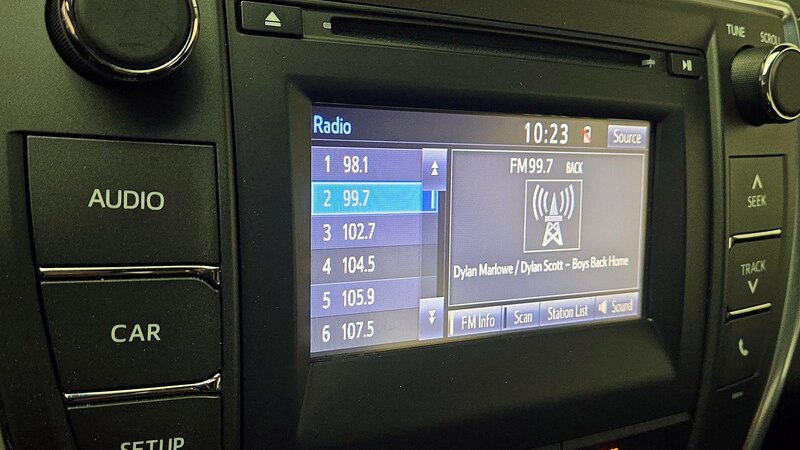 TUNE SCROLL
Radio 10:23 Source
1 98.1
2 99.7
3 102.7
4 104.5
5 105.9
6 107.5
FM 99.7 BACK
Dylan Marlowe / Dylan Scott – Boys Back Home
FM Info Scan Station List Sound
AUDIO
CAR
SETUP
SEEK
TRACK